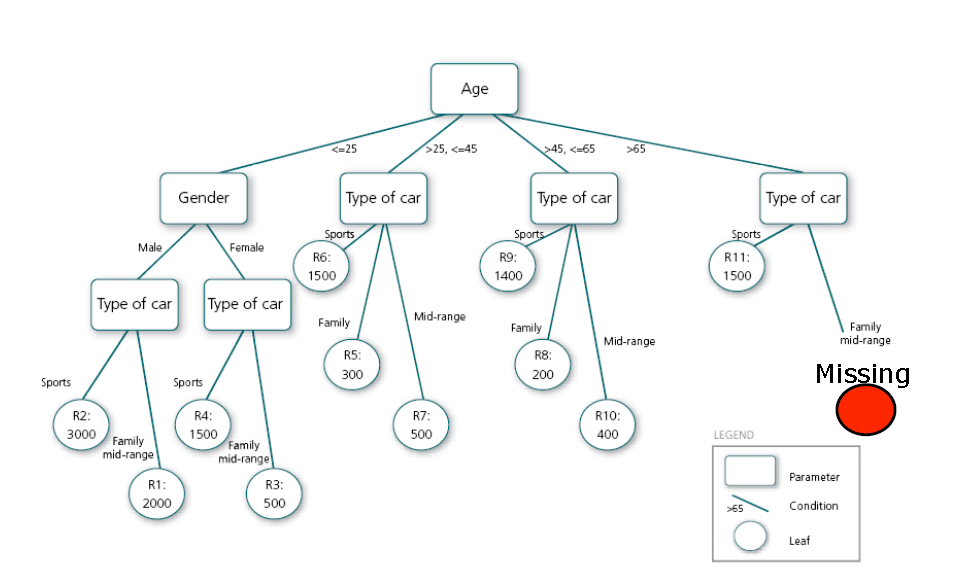 Age
<=25
>25, <=45
>45, <=65
>65
Gender
Type of car
Type of car
Type of car
Male
Female
Sports
R6:
1500
Sports
R9:
1400
Sports
R11:
1500
Type of car
Type of car
Family
Mid-range
Family
Mid-range
Family
mid-range
R5:
300
R8:
200
Missing
Sports
Sports
R2:
3000
R4:
1500
R7:
500
R10:
400
Family
mid-range
Family
mid-range
R1:
2000
R3:
500
LEGEND
Parameter
>65
Condition
Leaf